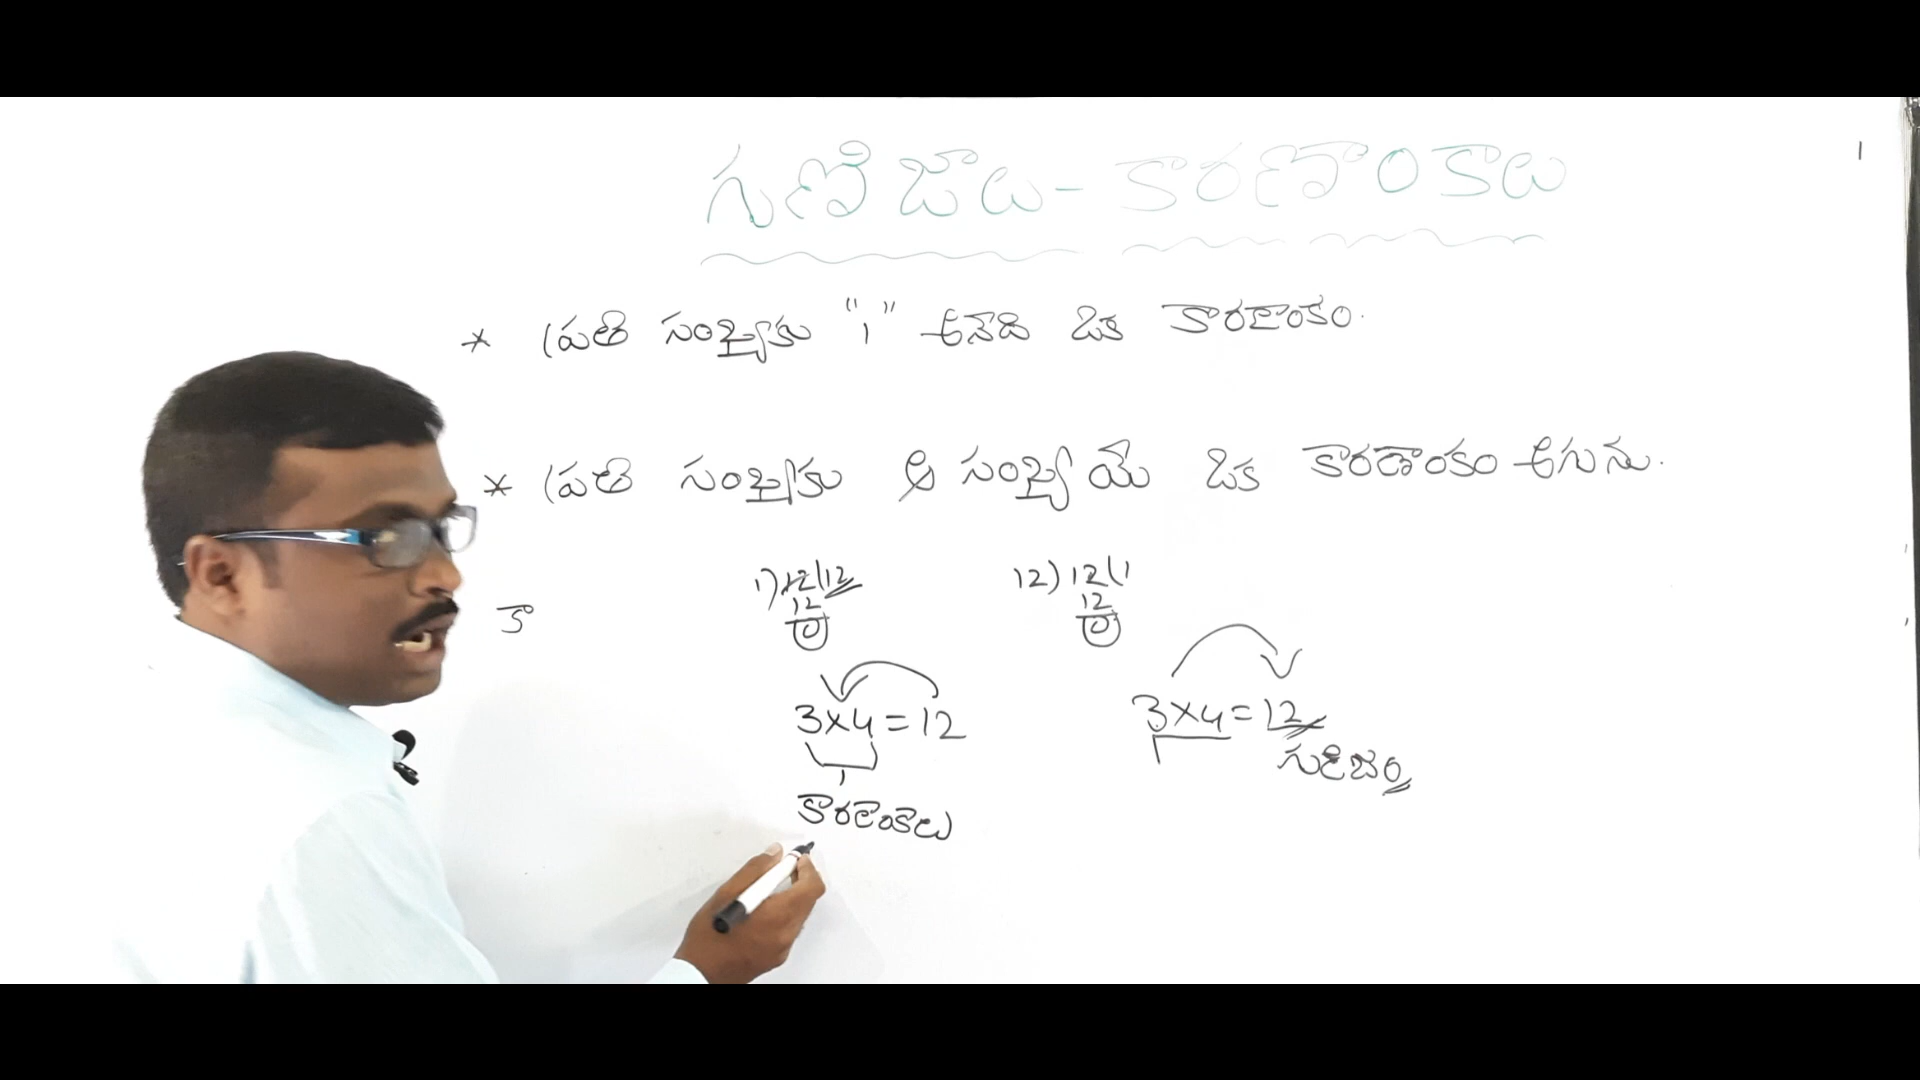 గుణిజాలు - కారణాంకాలు
* ప్రతి సంఖ్యకు "1" అనేది ఒక కారణాంకం.
* ప్రతి సంఖ్యకు ఆ సంఖ్యయే ఒక కారణాంకం అగును.
కా
1) 12 (12
12
0
12) 12 (1
12
0
3×4=12
కారణాంకాలు
3×4=12
గుణిజం